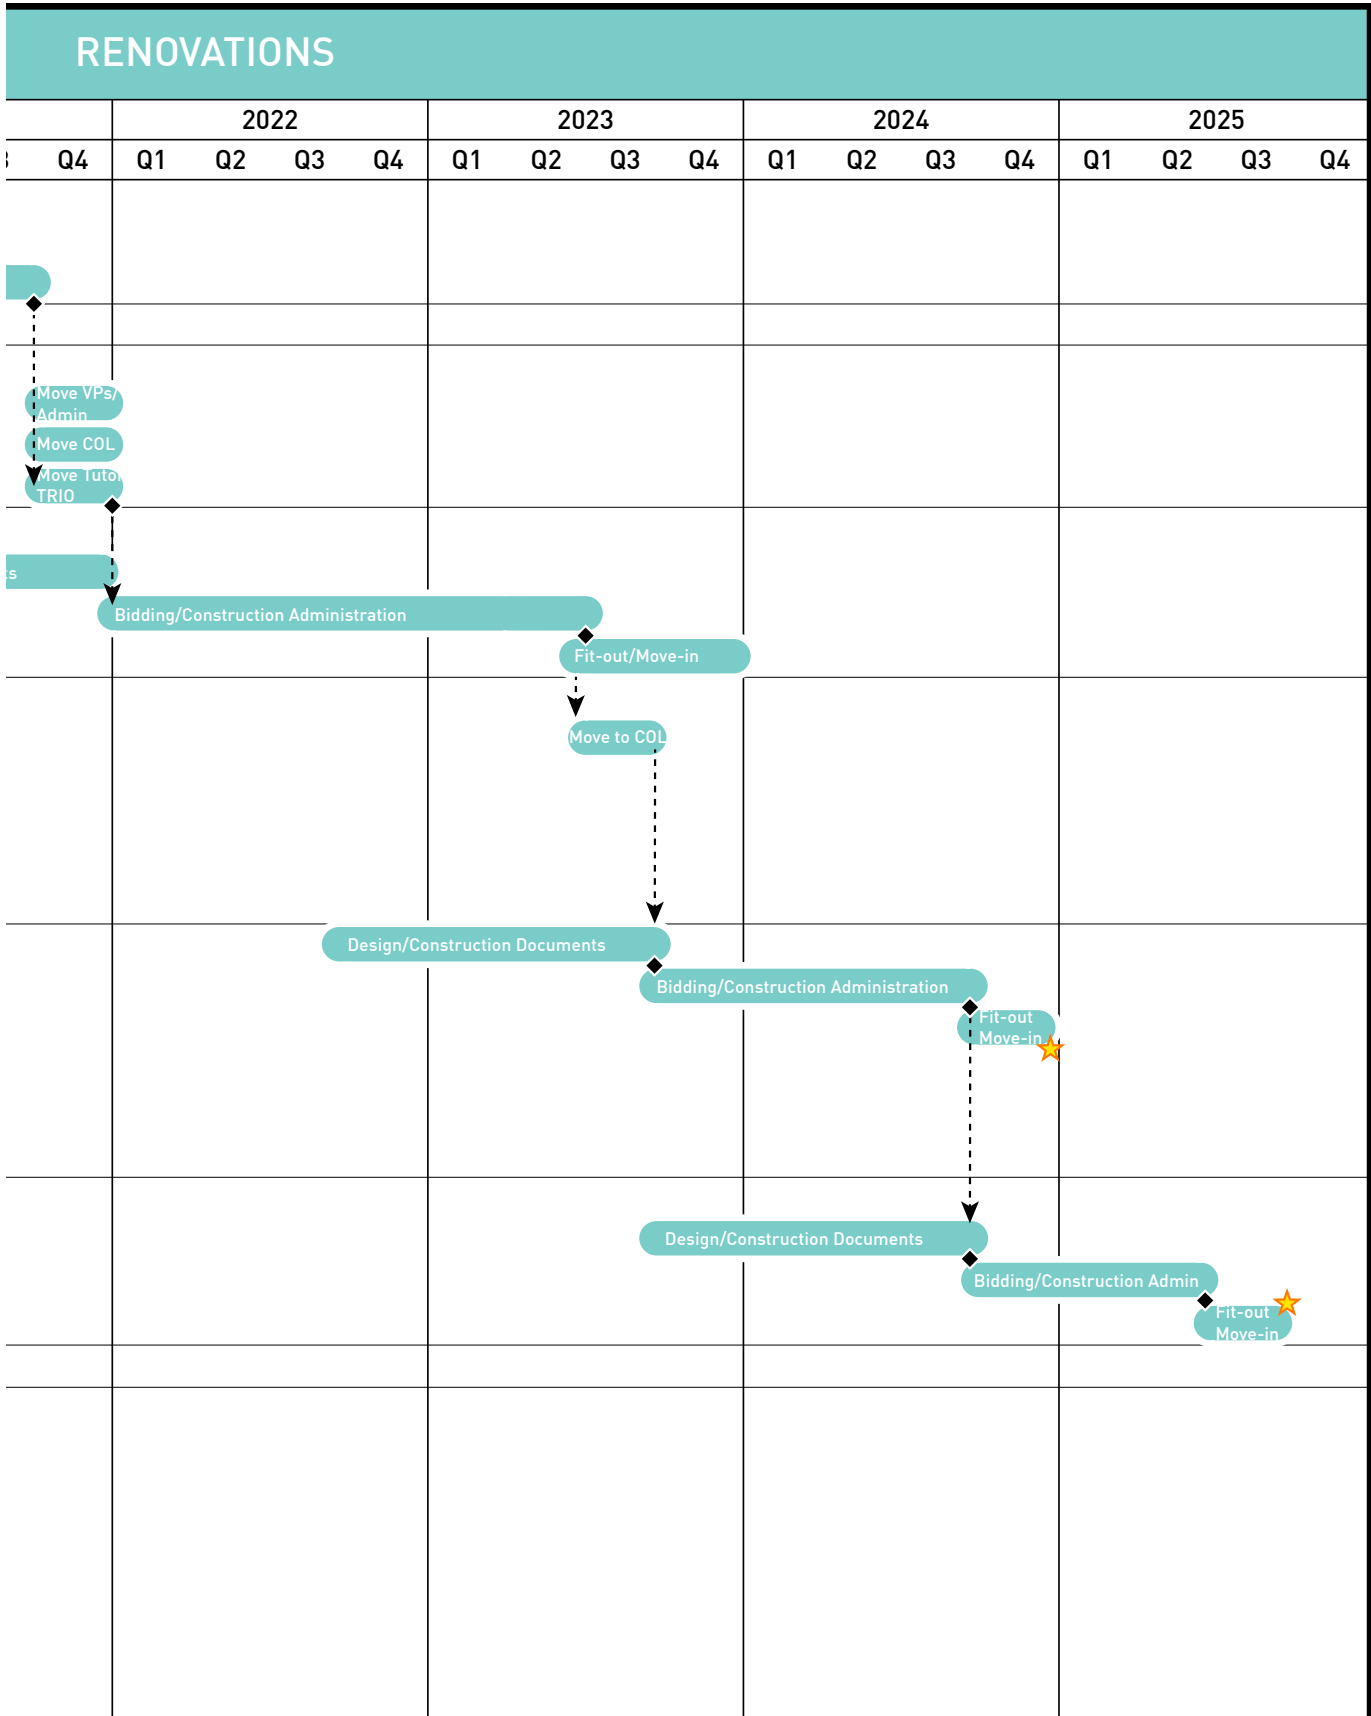 RENOVATIONS
2022 2023 2024 2025
Q4 Q1 Q2 Q3 Q4 Q1 Q2 Q3 Q4 Q1 Q2 Q3 Q4 Q1 Q2 Q3 Q4
Move VPs/
Admin
Move COL
Move Tutor
TRIO
Bidding/Construction Administration
Fit-out/Move-in
Move to COL
Design/Construction Documents
Bidding/Construction Administration
Fit-out
Move-in
Design/Construction Documents
Bidding/Construction Admin
Fit-out
Move-in